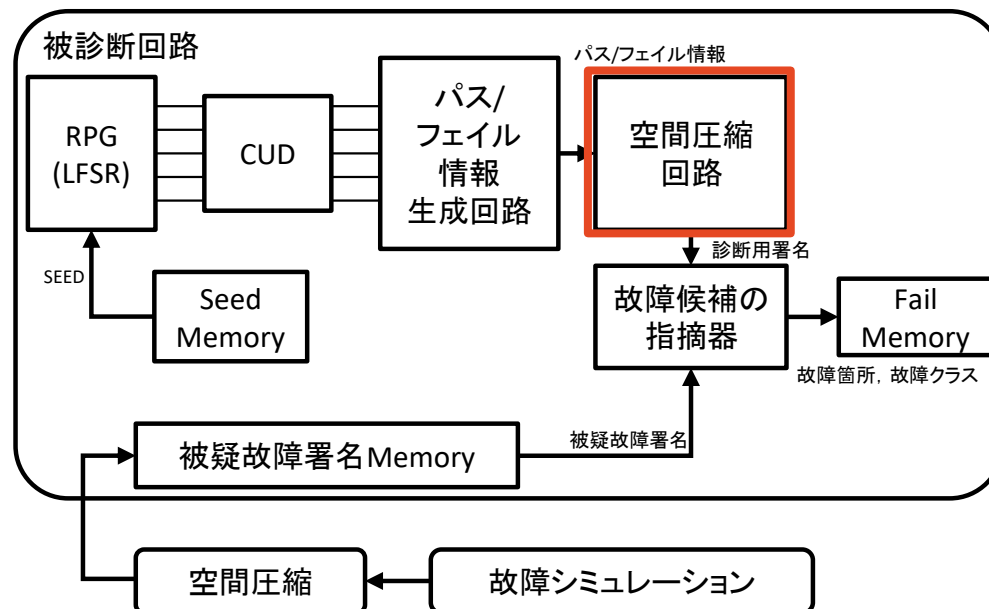 被診断回路
RPG
(LFSR)
CUD
パス/
フェイル
情報
生成回路
パス/フェイル情報
空間圧縮
回路
診断用署名
SEED
Seed
Memory
故障候補の
指摘器
Fail
Memory
故障箇所, 故障クラス
被疑故障署名Memory
被疑故障署名
空間圧縮
故障シミュレーション